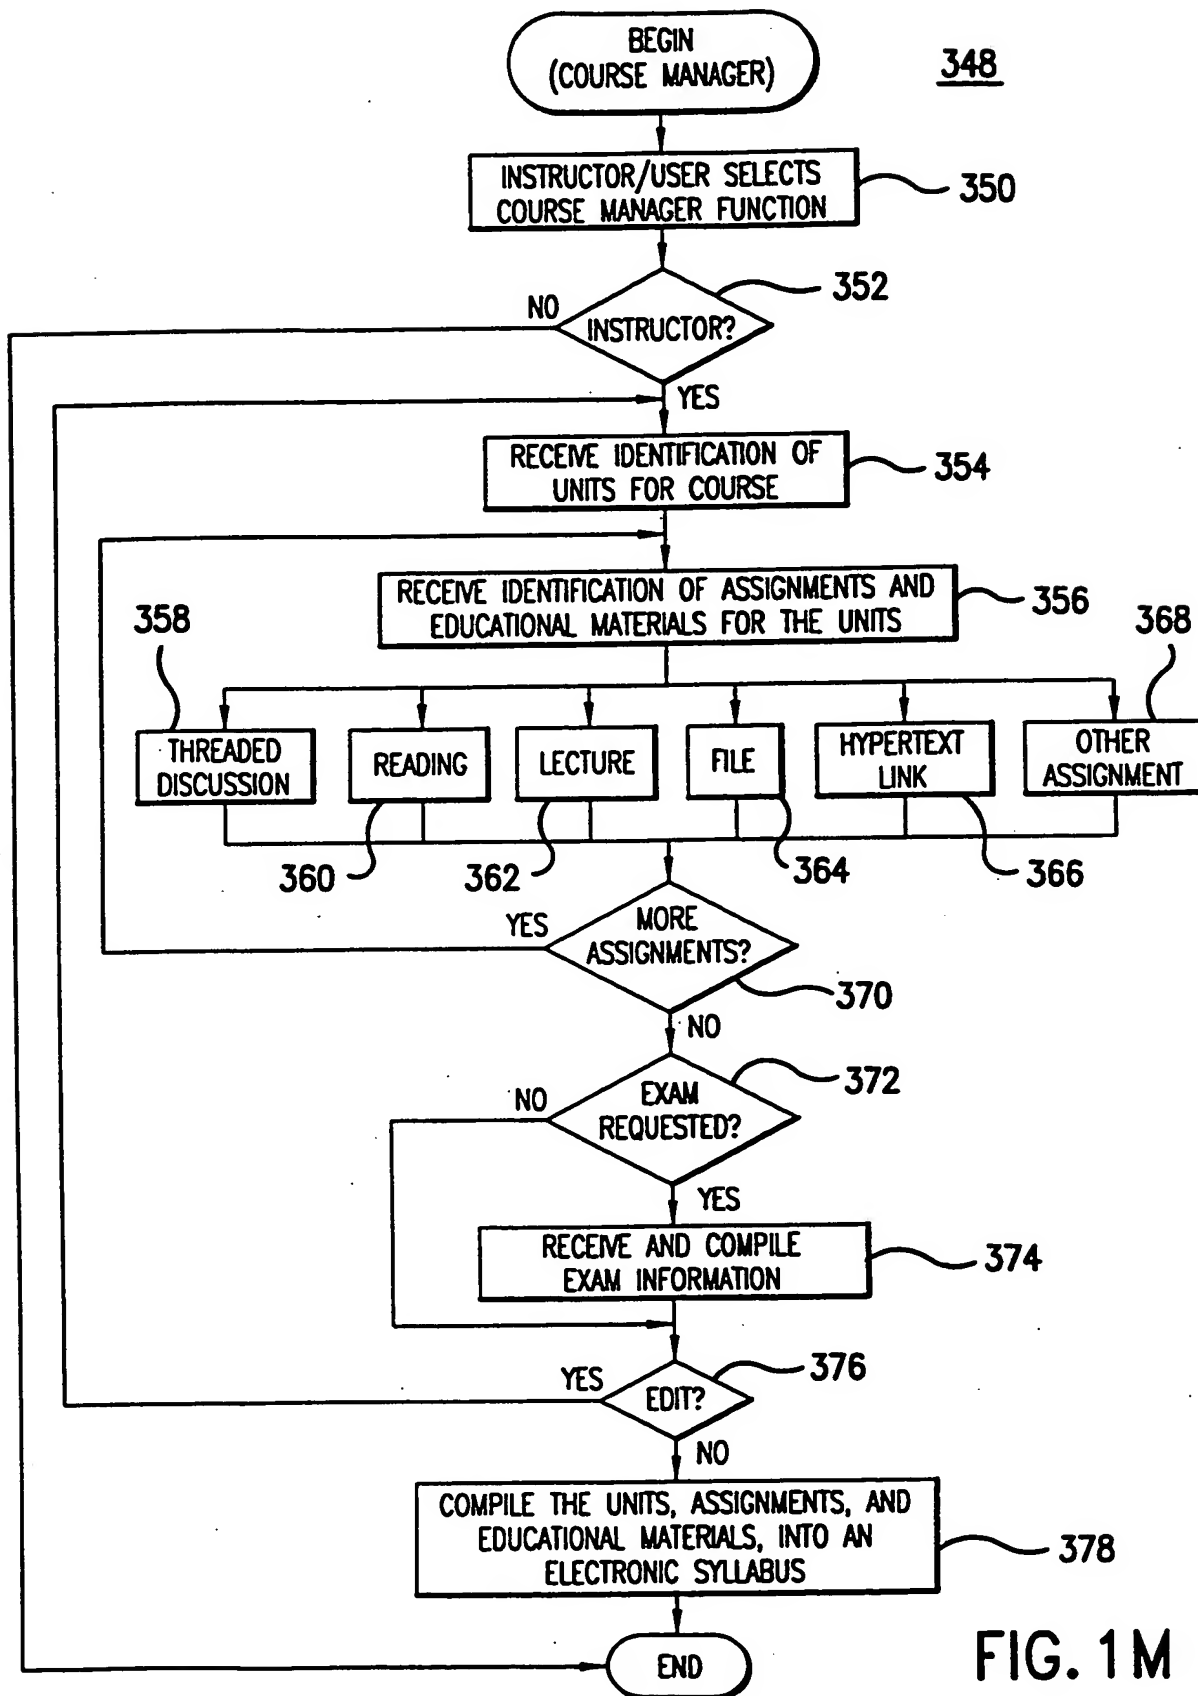 BEGIN
(COURSE MANAGER)
348
INSTRUCTOR/USER SELECTS
COURSE MANAGER FUNCTION
350
352
NO
INSTRUCTOR?
YES
RECEIVE IDENTIFICATION OF
UNITS FOR COURSE
354
RECEIVE IDENTIFICATION OF ASSIGNMENTS AND
EDUCATIONAL MATERIALS FOR THE UNITS
356
358
368
THREADED
DISCUSSION
READING
LECTURE
FILE
HYPERTEXT
LINK
OTHER
ASSIGNMENT
360
362
364
366
YES
MORE
ASSIGNMENTS?
370
NO
372
NO
EXAM
REQUESTED?
YES
RECEIVE AND COMPILE
EXAM INFORMATION
374
376
YES
EDIT?
NO
COMPILE THE UNITS, ASSIGNMENTS, AND
EDUCATIONAL MATERIALS, INTO AN
ELECTRONIC SYLLABUS
378
END
FIG. 1M